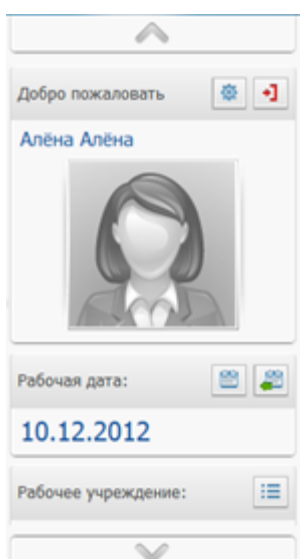 Добро пожаловать
Алёна Алёна
Рабочая дата:
10.12.2012
Рабочее учреждение: